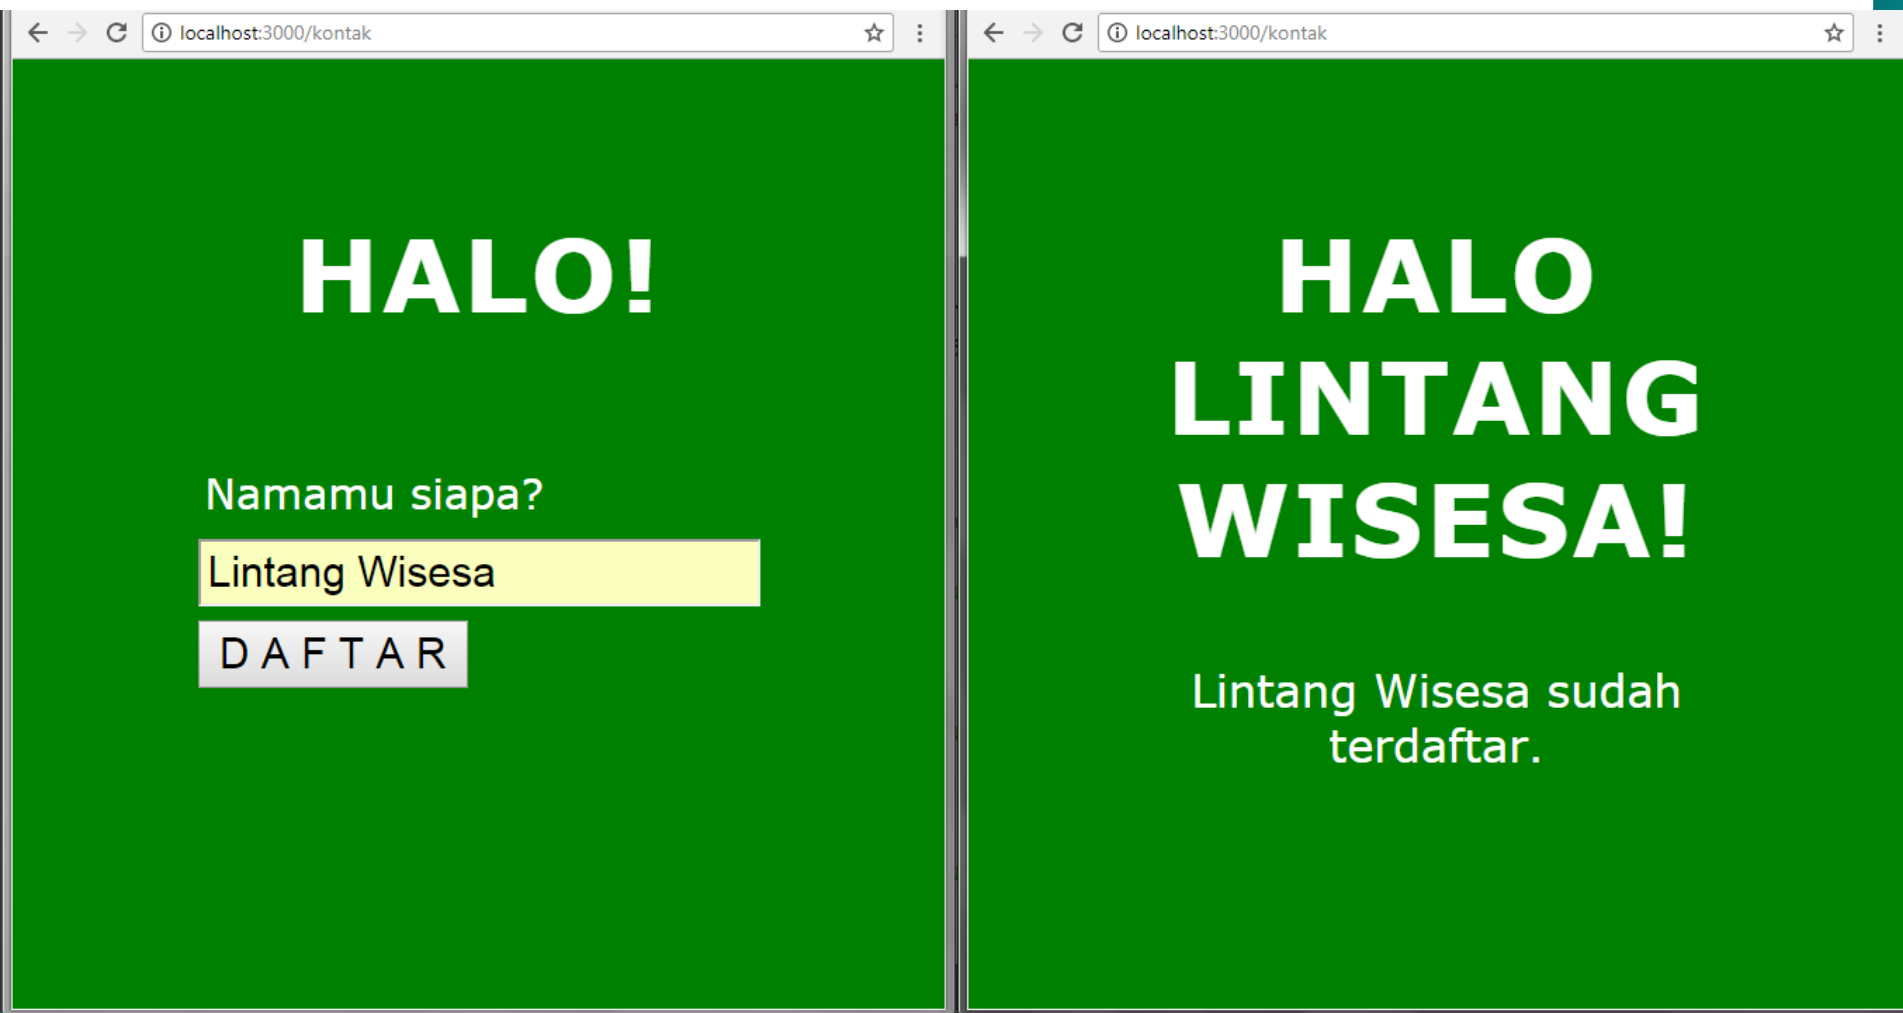 localhost:3000/kontak
HALO!
Namamu siapa?
Lintang Wisesa
D A F T A R
localhost:3000/kontak
HALO
LINTANG
WISESA!
Lintang Wisesa sudah
terdaftar.